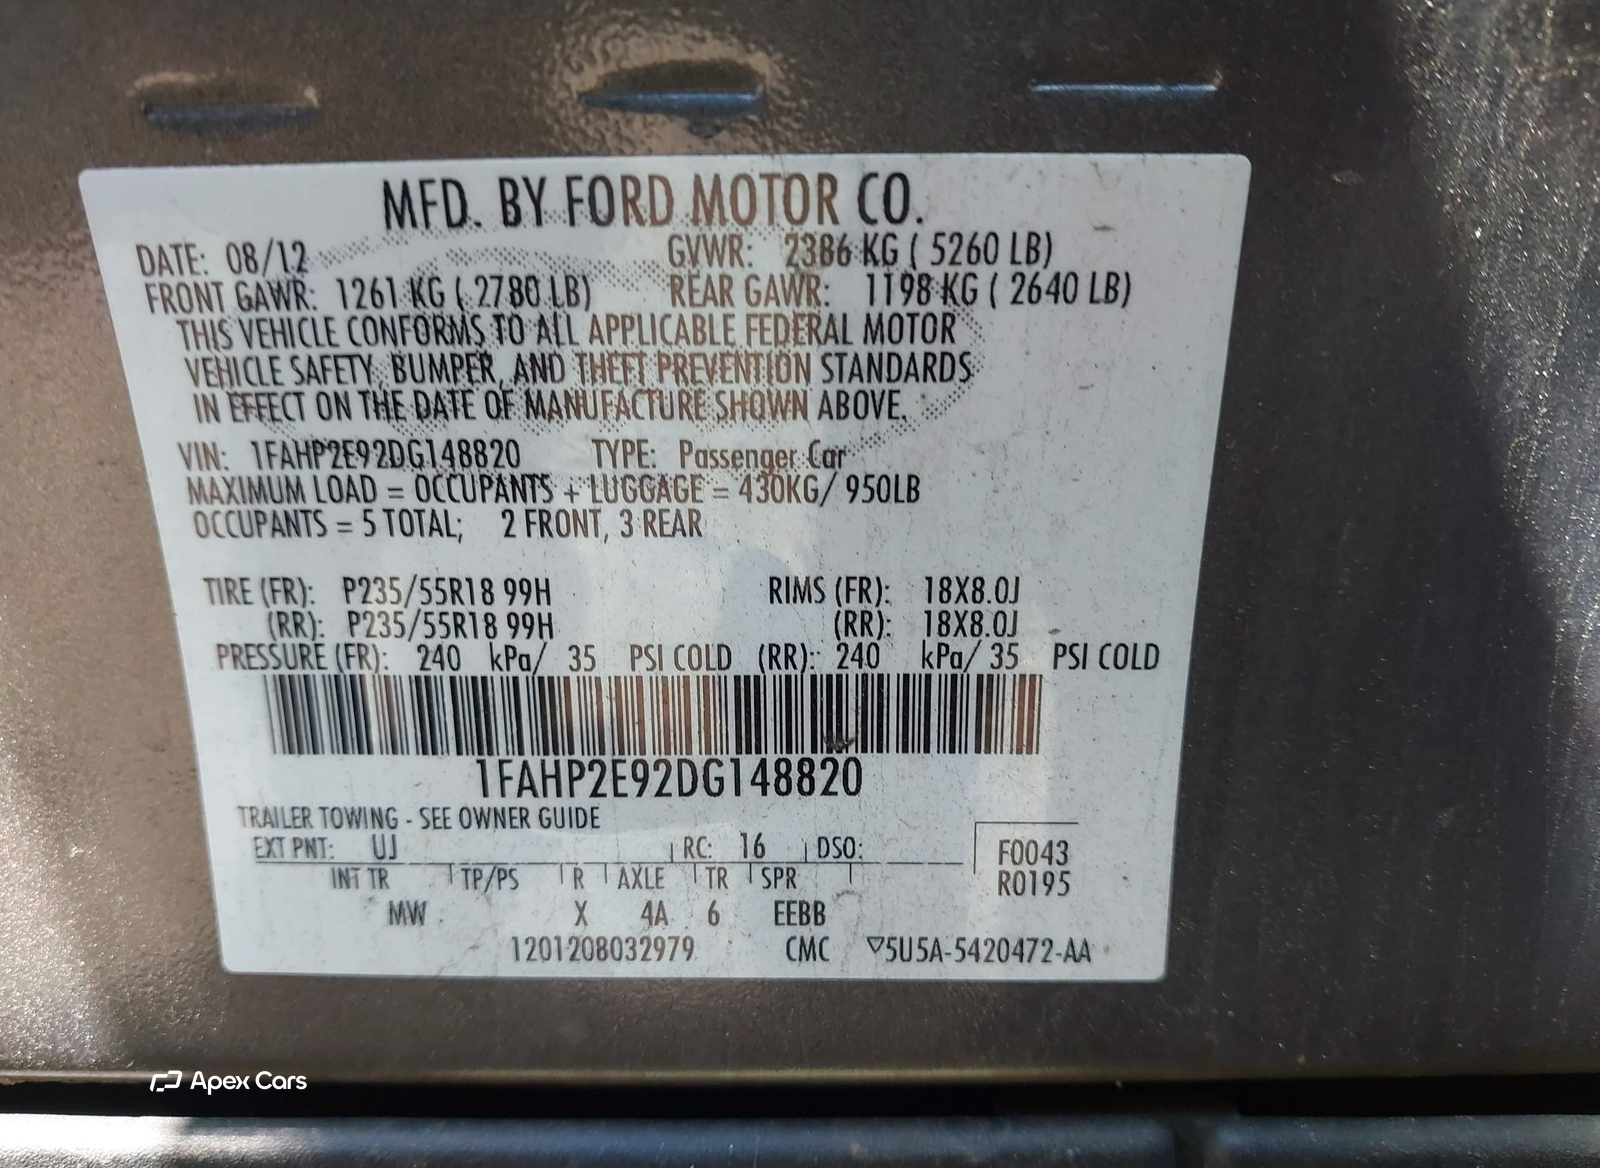 MFD. BY FORD MOTOR CO.
DATE: 08/12 GVWR: 2386 KG ( 5260 LB)
FRONT GAWR: 1261 KG ( 2780 LB) REAR GAWR: 1198 KG ( 2640 LB)
THIS VEHICLE CONFORMS TO ALL APPLICABLE FEDERAL MOTOR
VEHICLE SAFETY, BUMPER, AND THEFT PREVENTION STANDARDS
IN EFFECT ON THE DATE OF MANUFACTURE SHOWN ABOVE.
VIN: 1FAHP2E92DG148820 TYPE: Passenger Car
MAXIMUM LOAD = OCCUPANTS + LUGGAGE = 430KG/ 950LB
OCCUPANTS = 5 TOTAL; 2 FRONT, 3 REAR
TIRE (FR): P235/55R18 99H RIMS (FR): 18X8.0J
(RR): P235/55R18 99H (RR): 18X8.0J
PRESSURE (FR): 240 kPa/ 35 PSI COLD (RR): 240 kPa/ 35 PSI COLD
1FAHP2E92DG148820
TRAILER TOWING - SEE OWNER GUIDE
EXT PNT: UJ RC: 16 DSO: F0043
INT TR TP/PS R AXLE TR SPR R0195
MW X 4A 6 EEBB
1201208032979 CMC ▽5U5A-5420472-AA
Apex Cars